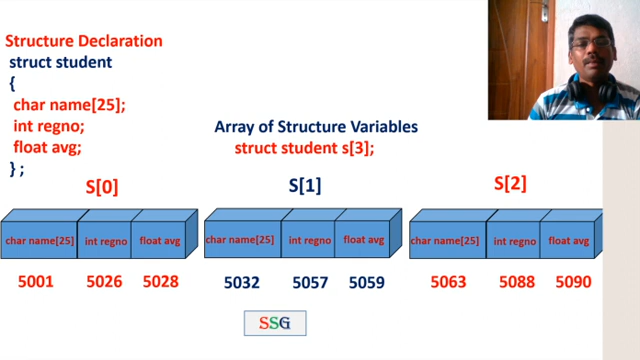 Structure Declaration
struct student
{
char name[25];
int regno;
float avg;
} ;
Array of Structure Variables
struct student s[3];
S[0]
S[1]
S[2]
char name[25] int regno float avg
char name[25] int regno float avg
char name[25] int regno float avg
5001 5026 5028
5032 5057 5059
5063 5088 5090
SSG